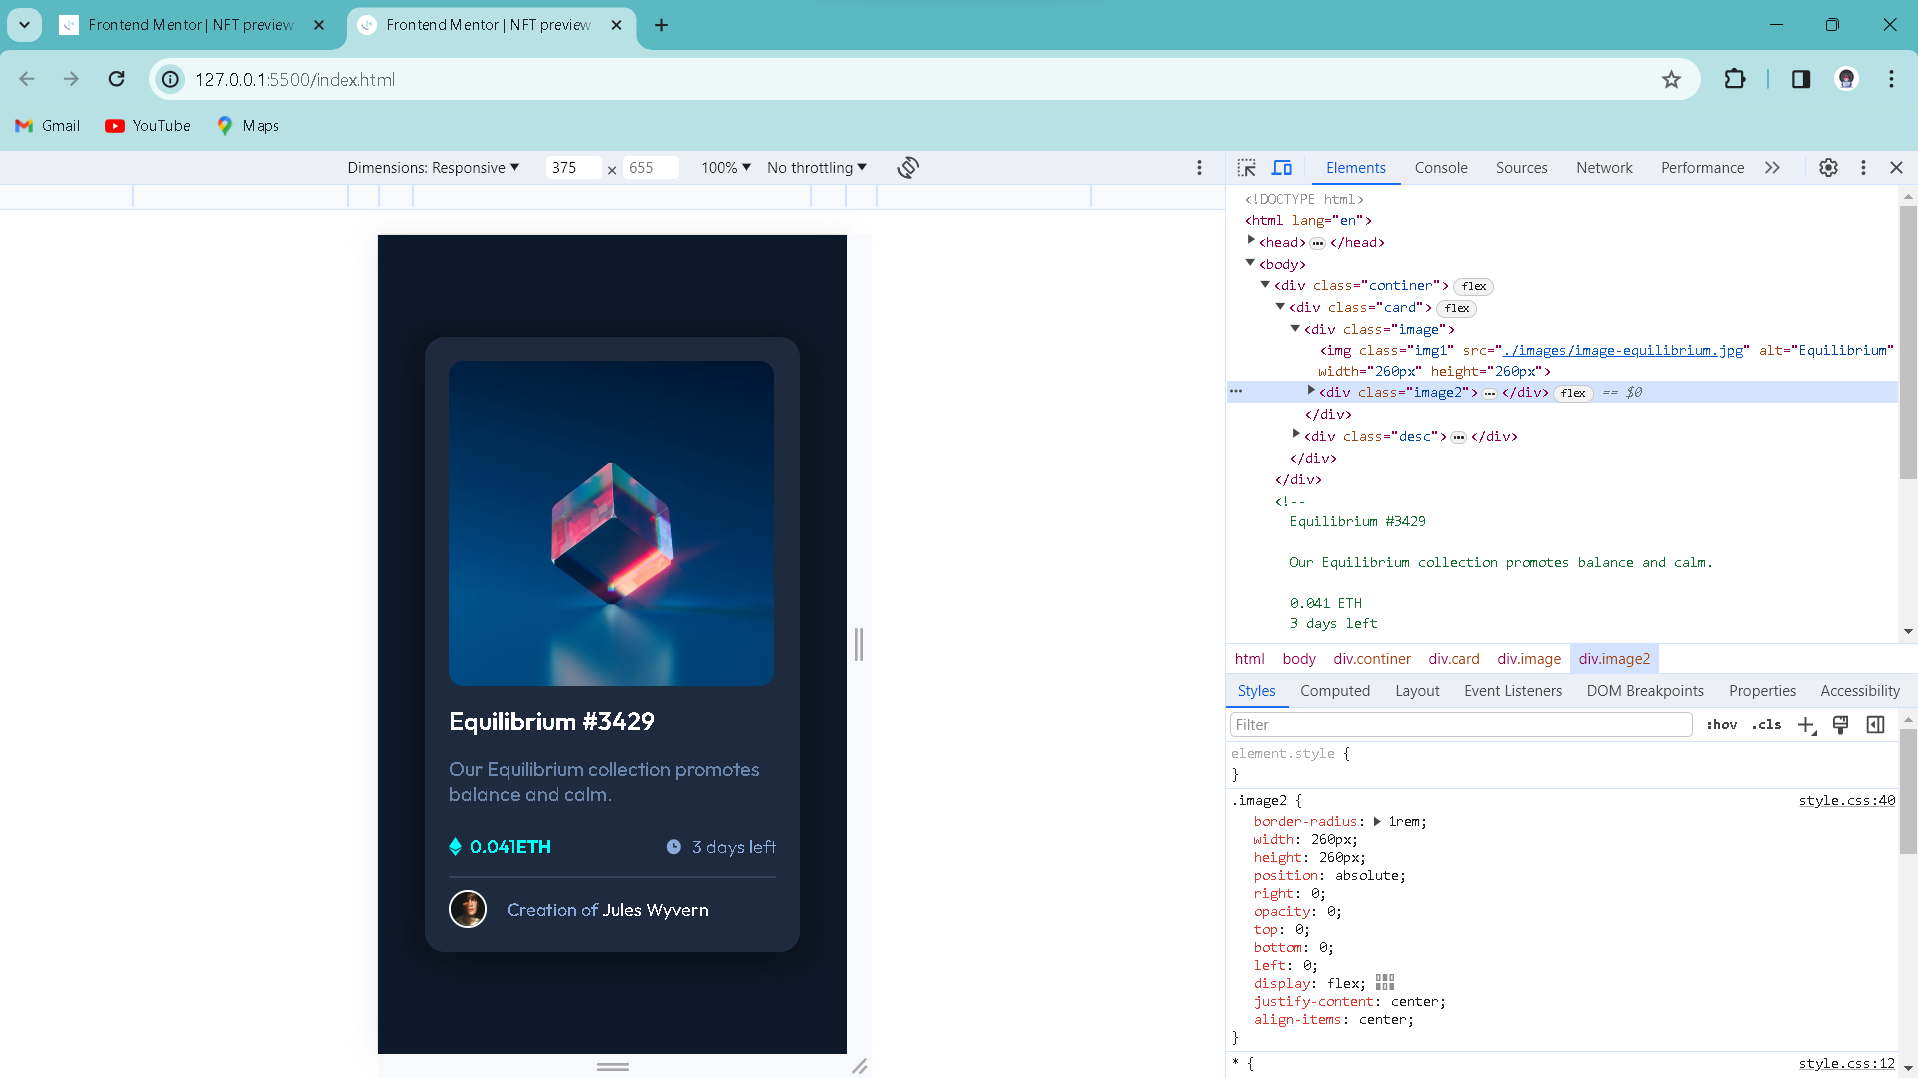 Frontend Mentor | NFT preview
Frontend Mentor | NFT preview
127.0.0.1:5500/index.html
Gmail
YouTube
Maps
Dimensions: Responsive
375
×
655
100%
No throttling
Elements
Console
Sources
Network
Performance
<!DOCTYPE html>
<html lang="en">
<head> ••• </head>
<body>
<div class="continer"> flex
<div class="card"> flex
<div class="image">
<img class="img1" src="./images/image-equilibrium.jpg" alt="Equilibrium"
width="260px" height="260px">
<div class="image2"> ••• </div> flex == $0
</div>
<div class="desc"> ••• </div>
</div>
</div>
<!--
Equilibrium #3429
Our Equilibrium collection promotes balance and calm.
0.041 ETH
3 days left
html body div.continer div.card div.image div.image2
Styles
Computed
Layout
Event Listeners
DOM Breakpoints
Properties
Accessibility
Filter
:hov
.cls
element.style {
}
.image2 {
style.css:40
border-radius: 1rem;
width: 260px;
height: 260px;
position: absolute;
right: 0;
opacity: 0;
top: 0;
bottom: 0;
left: 0;
display: flex;
justify-content: center;
align-items: center;
}
* {
style.css:12
Equilibrium #3429
Our Equilibrium collection promotes
balance and calm.
0.041ETH
3 days left
Creation of Jules Wyvern